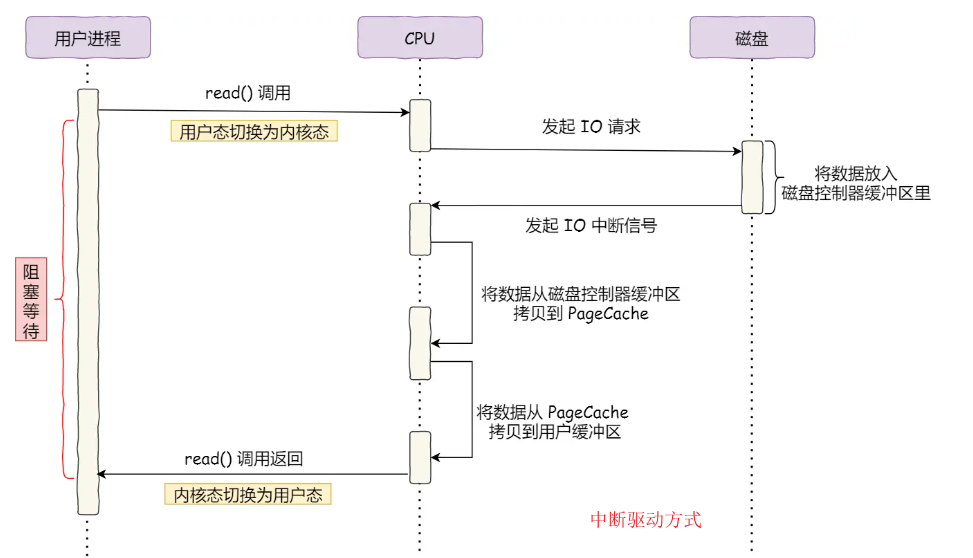 用户进程
CPU
磁盘
read() 调用
用户态切换为内核态
发起 IO 请求
将数据放入
磁盘控制器缓冲区里
发起 IO 中断信号
阻
塞
等
待
将数据从磁盘控制器缓冲区
拷贝到 PageCache
将数据从 PageCache
拷贝到用户缓冲区
read() 调用返回
内核态切换为用户态
中断驱动方式